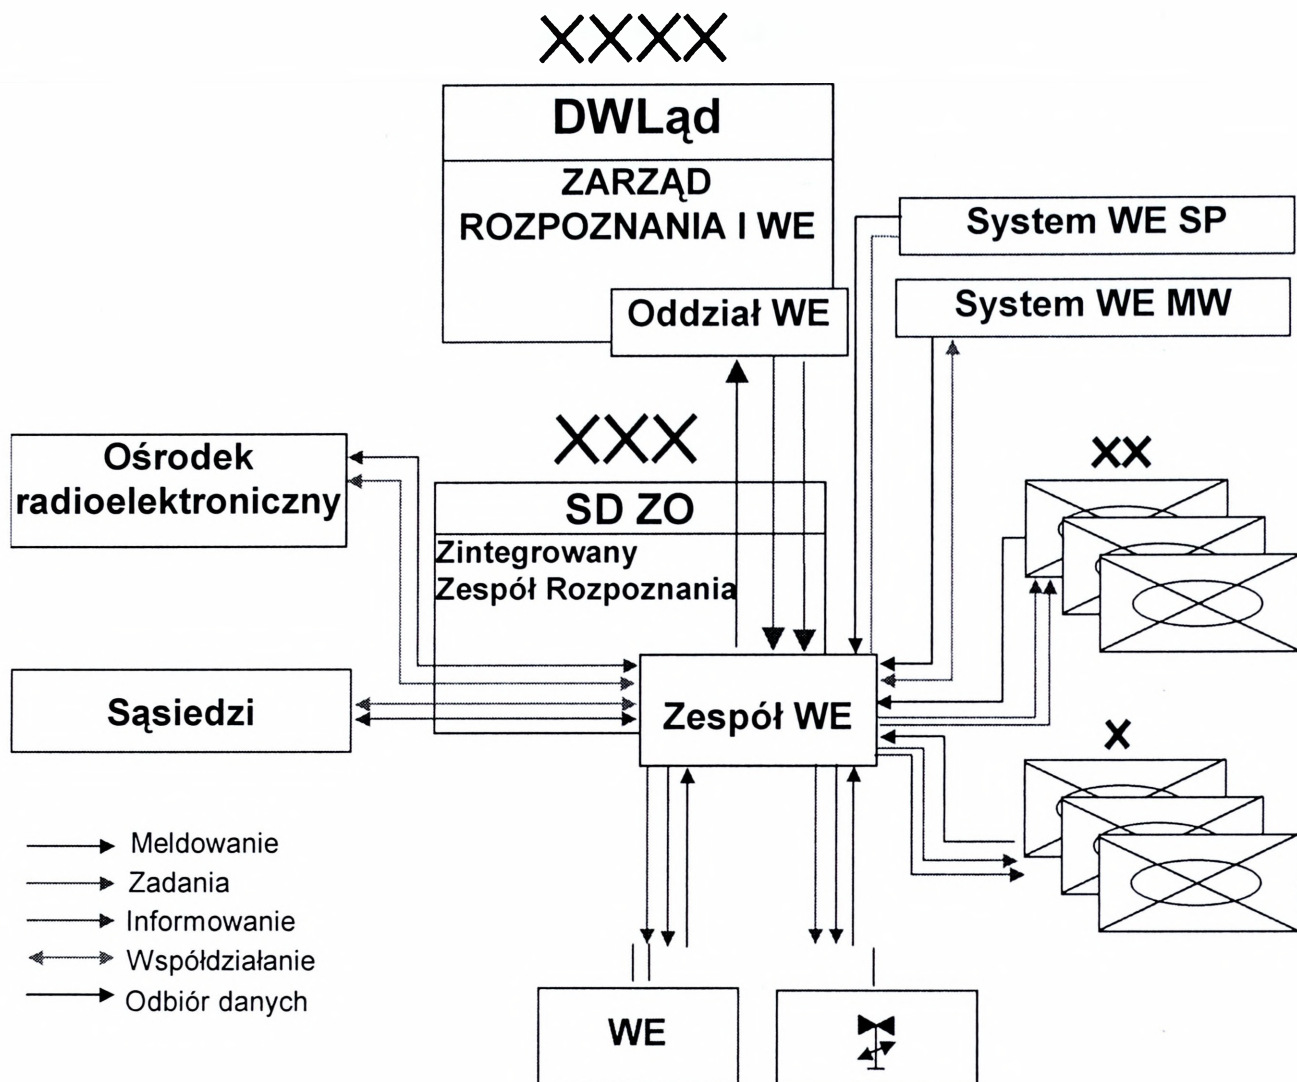 XXXX
DWLąd
ZARZĄD
ROZPOZNANIA I WE
Oddział WE
System WE SP
System WE MW
XXX
SD ZO
Zintegrowany
Zespół Rozpoznania
Ośrodek
radioelektroniczny
Sąsiedzi
Zespół WE
XX
X
Meldowanie
Zadania
Informowanie
Współdziałanie
Odbiór danych
WE